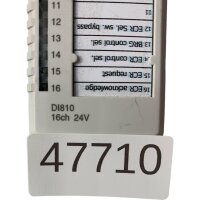 11
12
13
14
15
16
12 ECR Sel. sw. bypass
13 BRG control sel.
14 ECR control sel.
15 ECR request
16 ECR acknowledge
DI810
16ch 24V
47710